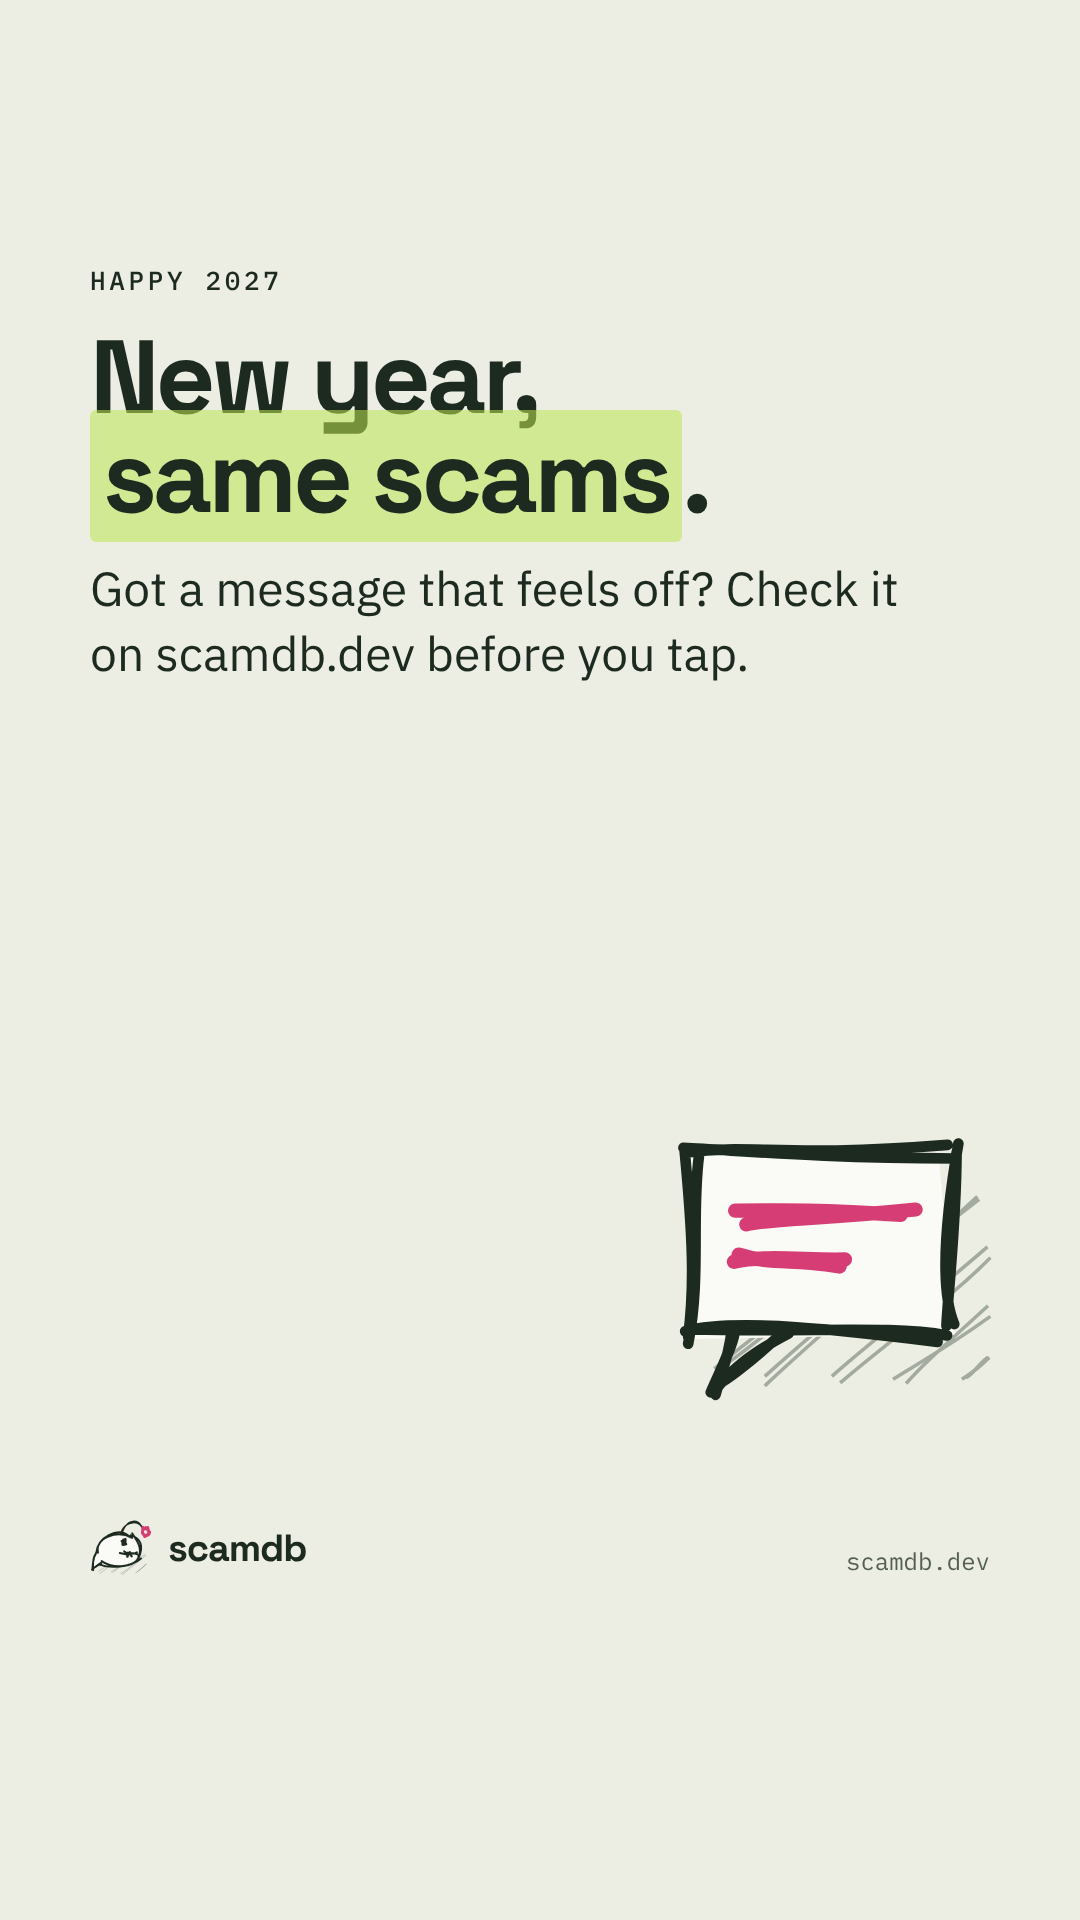 HAPPY 2027
New year,
same scams.
Got a message that feels off? Check it
on scamdb.dev before you tap.
scamdb
scamdb.dev